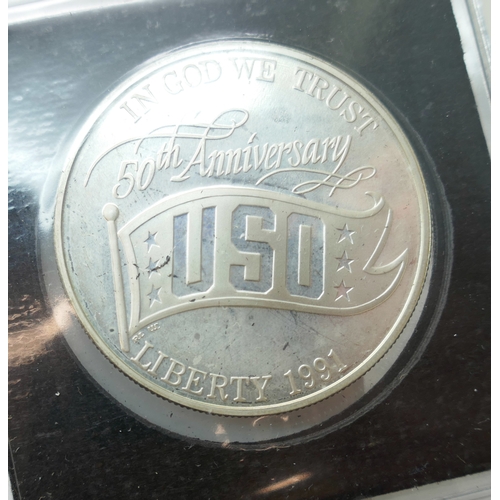 IN GOD WE TRUST
50th Anniversary
USO
LIBERTY 1991